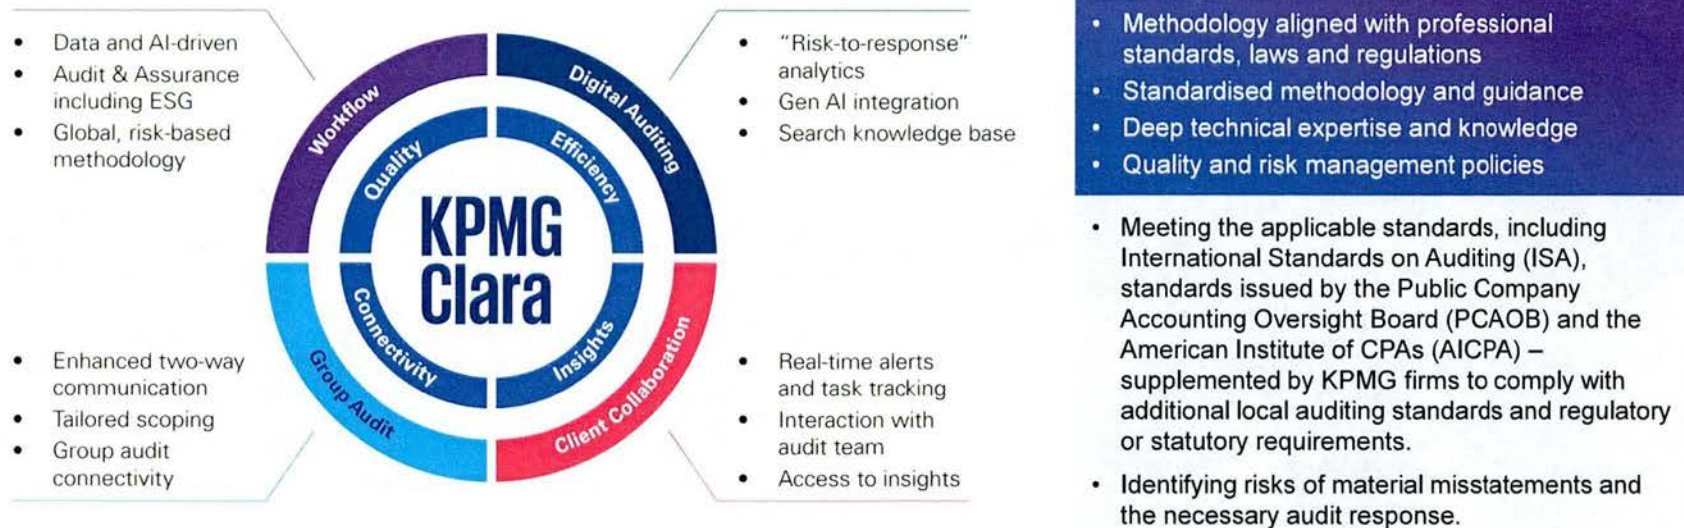 • Data and AI-driven
• Audit & Assurance
including ESG
• Global, risk-based
methodology
Workflow
Digital Auditing
• “Risk-to-response”
analytics
• Gen AI integration
• Search knowledge base
Quality
Efficiency
KPMG
Clara
Connectivity
Insights
• Enhanced two-way
communication
• Tailored scoping
• Group audit
connectivity
Group Audit
Client Collaboration
• Real-time alerts
and task tracking
• Interaction with
audit team
• Access to insights
• Methodology aligned with professional
standards, laws and regulations
• Standardised methodology and guidance
• Deep technical expertise and knowledge
• Quality and risk management policies
• Meeting the applicable standards, including
International Standards on Auditing (ISA),
standards issued by the Public Company
Accounting Oversight Board (PCAOB) and the
American Institute of CPAs (AICPA) –
supplemented by KPMG firms to comply with
additional local auditing standards and regulatory
or statutory requirements.
• Identifying risks of material misstatements and
the necessary audit response.